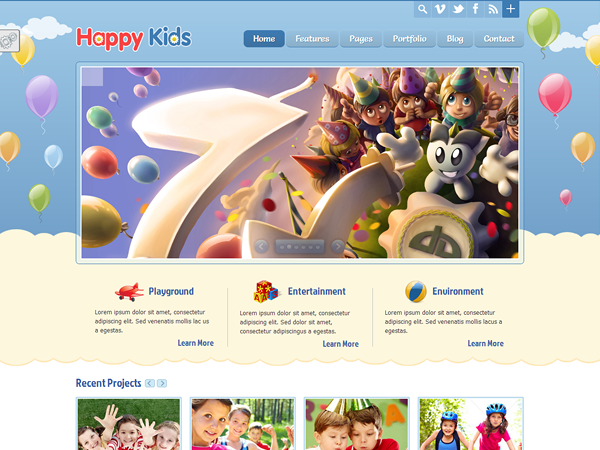 Happy Kids
Home Features Pages Portfolio Blog Contact
7
Playground
Lorem ipsum dolor sit amet, consectetur
adipiscing elit. Sed venenatis mollis lac us
a egestas.
Learn More
Entertainment
Lorem ipsum dolor sit amet, consectetur
adipiscing elit. Sed dolor sit amet,
consecteturgius a egestas.
Learn More
Environment
Lorem ipsum dolor sit amet, consectetur
adipiscing elit. Sed venenatis mollis lacus
a egestas.
Learn More
Recent Projects